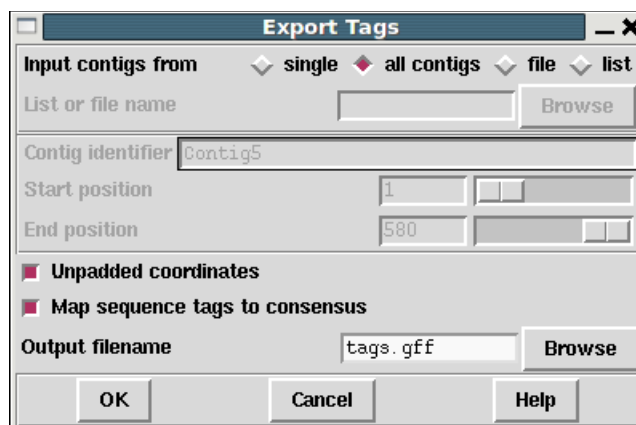 Export Tags
Input contigs from single all contigs file list
List or file name Browse
Contig identifier Contig5
Start position 1
End position 580
Unpadded coordinates
Map sequence tags to consensus
Output filename tags.gff Browse
OK Cancel Help